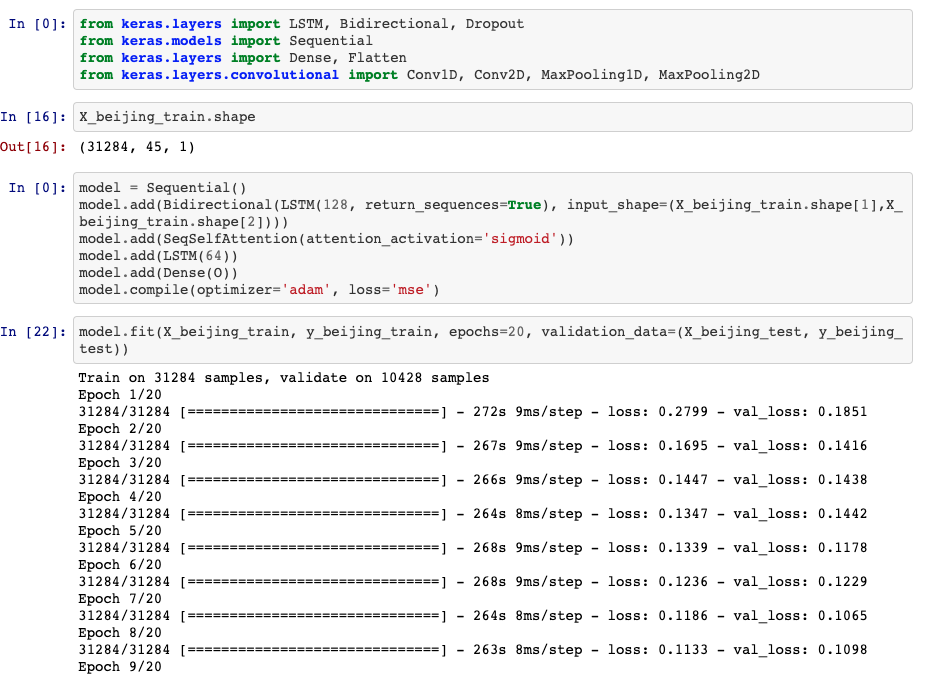 In [0]: from keras.layers import LSTM, Bidirectional, Dropout
from keras.models import Sequential
from keras.layers import Dense, Flatten
from keras.layers.convolutional import Conv1D, Conv2D, MaxPooling1D, MaxPooling2D
In [16]: X_beijing_train.shape
Out[16]: (31284, 45, 1)
In [0]: model = Sequential()
model.add(Bidirectional(LSTM(128, return_sequences=True), input_shape=(X_beijing_train.shape[1],X_
beijing_train.shape[2])))
model.add(SeqSelfAttention(attention_activation='sigmoid'))
model.add(LSTM(64))
model.add(Dense(O))
model.compile(optimizer='adam', loss='mse')
In [22]: model.fit(X_beijing_train, y_beijing_train, epochs=20, validation_data=(X_beijing_test, y_beijing_
test))
Train on 31284 samples, validate on 10428 samples
Epoch 1/20
31284/31284 [==============================] - 272s 9ms/step - loss: 0.2799 - val_loss: 0.1851
Epoch 2/20
31284/31284 [==============================] - 267s 9ms/step - loss: 0.1695 - val_loss: 0.1416
Epoch 3/20
31284/31284 [==============================] - 266s 9ms/step - loss: 0.1447 - val_loss: 0.1438
Epoch 4/20
31284/31284 [==============================] - 264s 8ms/step - loss: 0.1347 - val_loss: 0.1442
Epoch 5/20
31284/31284 [==============================] - 268s 9ms/step - loss: 0.1339 - val_loss: 0.1178
Epoch 6/20
31284/31284 [==============================] - 268s 9ms/step - loss: 0.1236 - val_loss: 0.1229
Epoch 7/20
31284/31284 [==============================] - 264s 8ms/step - loss: 0.1186 - val_loss: 0.1065
Epoch 8/20
31284/31284 [==============================] - 263s 8ms/step - loss: 0.1133 - val_loss: 0.1098
Epoch 9/20